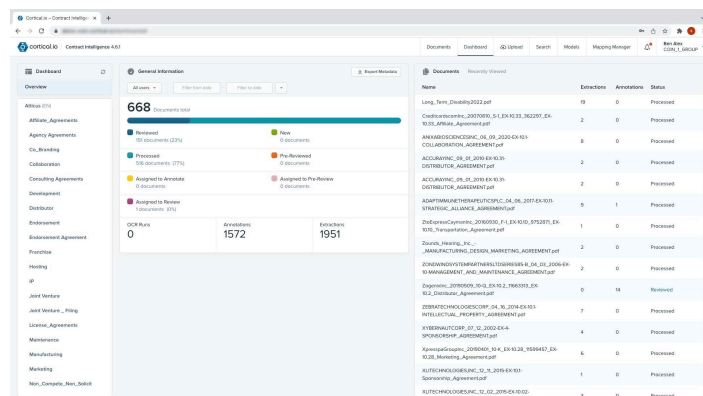 Cortical.io – Contract Intellige
cortical.io Contract Intelligence 4.6.1
Documents Dashboard Upload Search Models Mapping Manager
Ben Alex
COIN_1_GROUP
Dashboard
Overview
Atticus (EN)
Affiliate_Agreements
Agency Agreements
Co_Branding
Collaboration
Consulting Agreements
Development
Distributor
Endorsement
Endorsement Agreement
Franchise
Hosting
IP
Joint Venture
Joint Venture _ Filing
License_Agreements
Maintenance
Manufacturing
Marketing
Non_Compete_Non_Solicit
General Information
Export Metadata
All users
Filter from date
Filter to date
668 Documents total
Reviewed
151 documents (23%)
New
0 documents
Processed
516 documents (77%)
Pre-Reviewed
0 documents
Assigned to Annotate
0 documents
Assigned to Pre-Review
0 documents
Assigned to Review
1 documents (0%)
OCR Runs
0
Annotations
1572
Extractions
1951
Documents Recently Viewed
Name Extractions Annotations Status
Long_Term_Disability2022.pdf 19 0 Processed
Creditcardscominc_20070810_S-1_EX-10.33_362297_EX-
10.33_Affiliate_Agreement.pdf 2 0 Processed
ANIXABIOSCIENCESINC_06_09_2020-EX-10.1-
COLLABORATION_AGREEMENT.pdf 8 0 Processed
ACCURAYINC_09_01_2010-EX-10.31-
DISTRIBUTOR_AGREEMENT.pdf 2 0 Processed
ACCURAYINC_09_01_2010-EX-10.31-
DISTRIBUTOR_AGREEMENT.pdf 2 0 Processed
ADAPTIMMUNETHERAPEUTICSPLC_04_06_2017-EX-10.11-
STRATEGIC_ALLIANCE_AGREEMENT.pdf 9 1 Processed
ZtoExpressCaymanInc_20160930_F-1_EX-10.10_9752871_EX-
10.10_Transportation_Agreement.pdf 1 0 Processed
Zounds_Hearing,_Inc._-
_MANUFACTURING_DESIGN_MARKETING_AGREEMENT.pdf 2 0 Processed
ZONDWINDSYSTEMPARTNERSLTDSERIES85-B_04_03_2006-EX-
10-MANAGEMENT_AND_MAINTENANCE_AGREEMENT.pdf 2 0 Processed
ZogenixInc_20190509_10-Q_EX-10.2_11663313_EX-
10.2_Distributor_Agreement.pdf 0 14 Reviewed
ZEBRATECHNOLOGIESCORP_04_16_2014-EX-10.1-
INTELLECTUAL_PROPERTY_AGREEMENT.pdf 7 0 Processed
XYBERNAUTCORP_07_12_2002-EX-4-
SPONSORSHIP_AGREEMENT.pdf 4 0 Processed
XpresspaGroupInc_20190401_10-K_EX-10.28_11599457_EX-
10.28_Marketing_Agreement.pdf 6 0 Processed
XLITECHNOLOGIES,INC_12_11_2015-EX-10.1-
Sponsorship_Agreement.pdf 1 0 Processed
XLITECHNOLOGIES,INC_12_02_2015-EX-10.02-
0 Processed